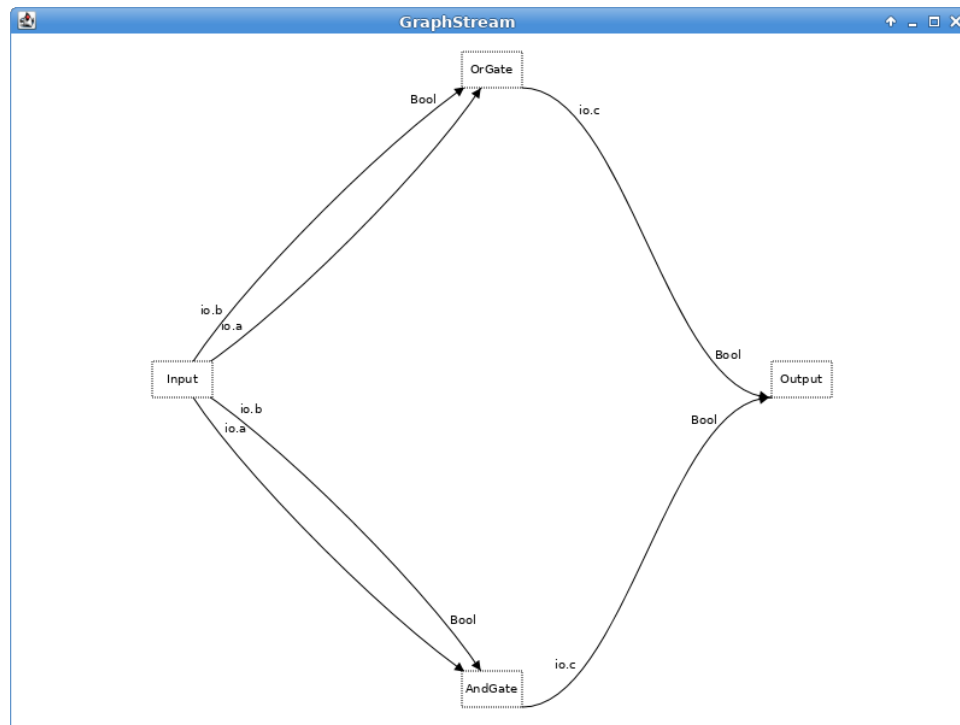 GraphStream
OrGate
Bool
io.c
io.b
io.a
Bool
Input
Output
io.b
Bool
io.a
Bool
io.c
AndGate